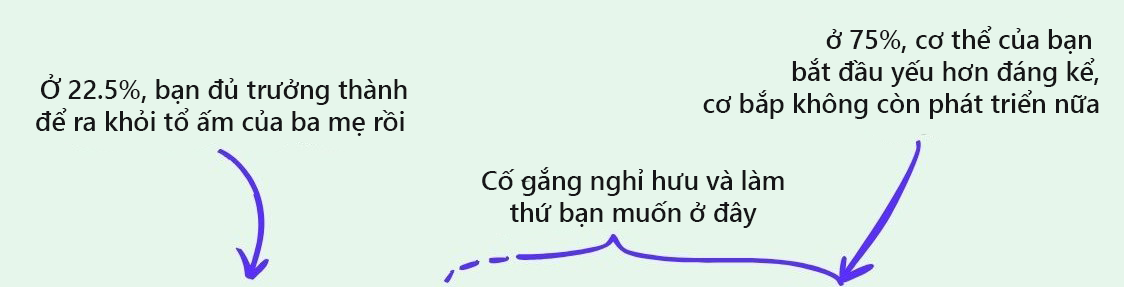 Ở 22.5%, bạn đủ trưởng thành
để ra khỏi tổ ấm của ba mẹ rồi
Cố gắng nghỉ hưu và làm
thứ bạn muốn ở đây
ở 75%, cơ thể của bạn
bắt đầu yếu hơn đáng kể,
cơ bắp không còn phát triển nữa